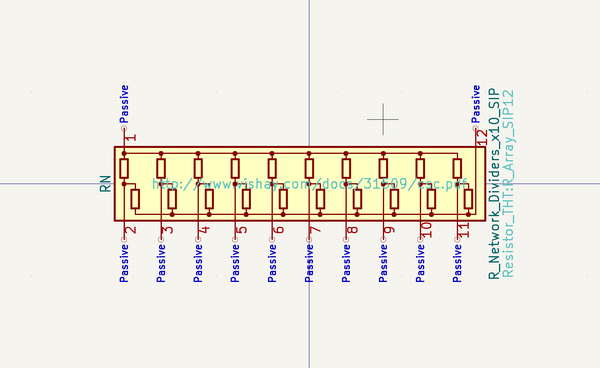 Passive
Passive
1
12
http://www.vishay.com/docs/31509/csc.pdf
RN
R_Network_Dividers_x10_SIP
Resistor_THT:R_Array_SIP12
2
3
4
5
6
7
8
9
10
11
Passive
Passive
Passive
Passive
Passive
Passive
Passive
Passive
Passive
Passive